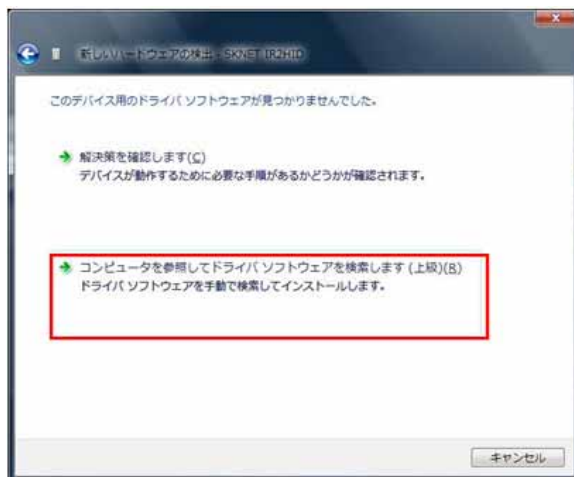 新しいハードウェアの検出 - SKNET IR2HID
このデバイス用のドライバ ソフトウェアが見つかりませんでした。
解決策を確認します(C)
デバイスが動作するために必要な手順があるかどうかが確認されます。
コンピュータを参照してドライバ ソフトウェアを検索します (上級)(R)
ドライバ ソフトウェアを手動で検索してインストールします。
キャンセル